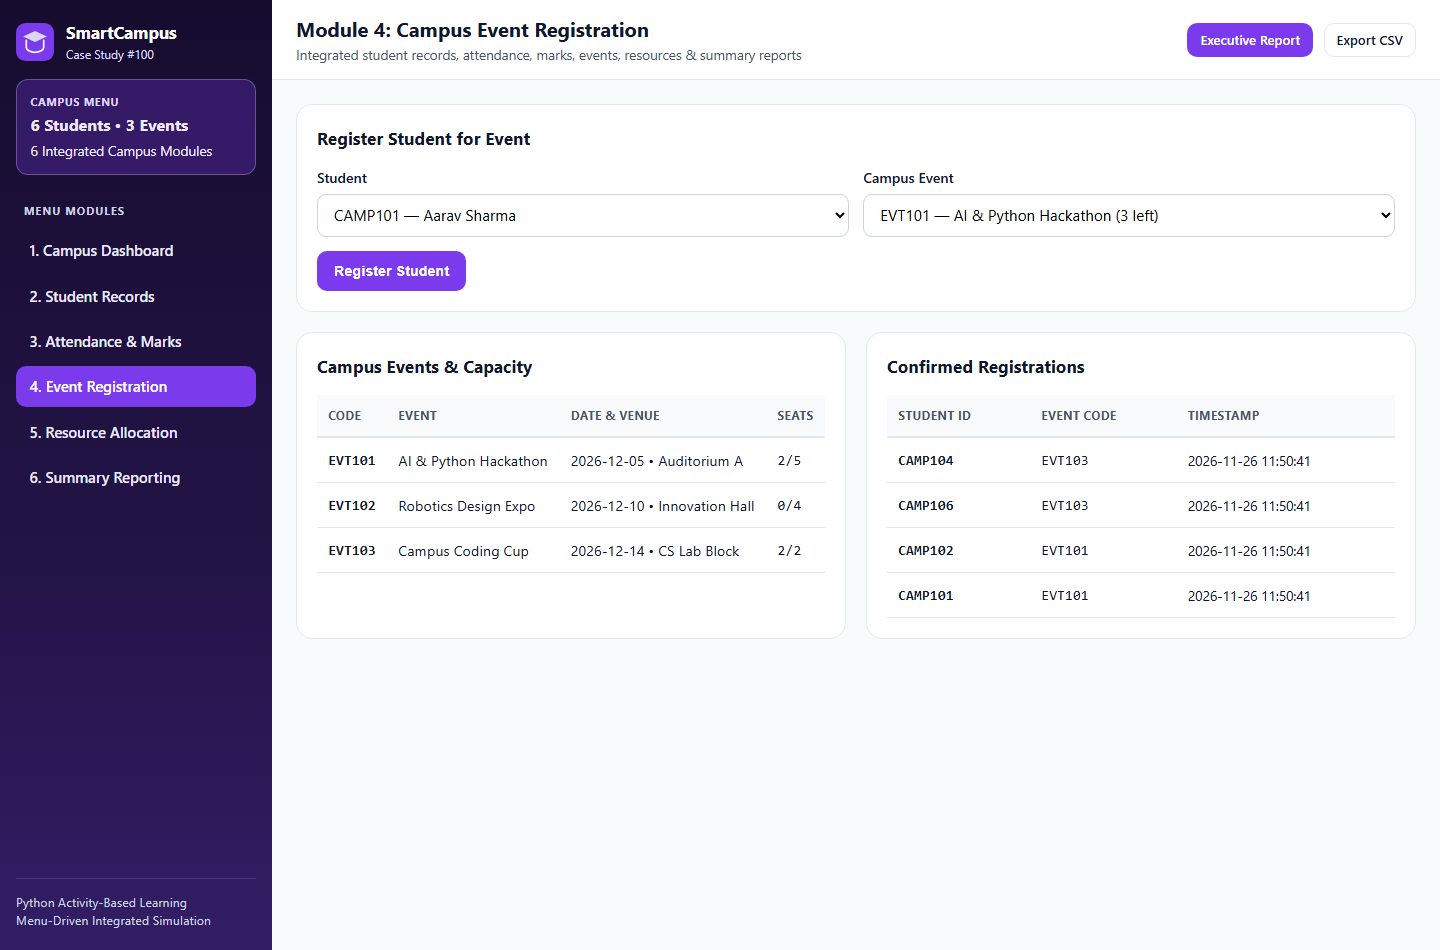 SmartCampus
Case Study #100
CAMPUS MENU
6 Students • 3 Events
6 Integrated Campus Modules
MENU MODULES
1. Campus Dashboard
2. Student Records
3. Attendance & Marks
4. Event Registration
5. Resource Allocation
6. Summary Reporting
Python Activity-Based Learning
Menu-Driven Integrated Simulation
Module 4: Campus Event Registration
Integrated student records, attendance, marks, events, resources & summary reports
Executive Report
Export CSV
Register Student for Event
Student
Campus Event
CAMP101 — Aarav Sharma
EVT101 — AI & Python Hackathon (3 left)
Register Student
Campus Events & Capacity
CODE EVENT DATE & VENUE SEATS
EVT101 AI & Python Hackathon 2026-12-05 • Auditorium A 2/5
EVT102 Robotics Design Expo 2026-12-10 • Innovation Hall 0/4
EVT103 Campus Coding Cup 2026-12-14 • CS Lab Block 2/2
Confirmed Registrations
STUDENT ID EVENT CODE TIMESTAMP
CAMP104 EVT103 2026-11-26 11:50:41
CAMP106 EVT103 2026-11-26 11:50:41
CAMP102 EVT101 2026-11-26 11:50:41
CAMP101 EVT101 2026-11-26 11:50:41